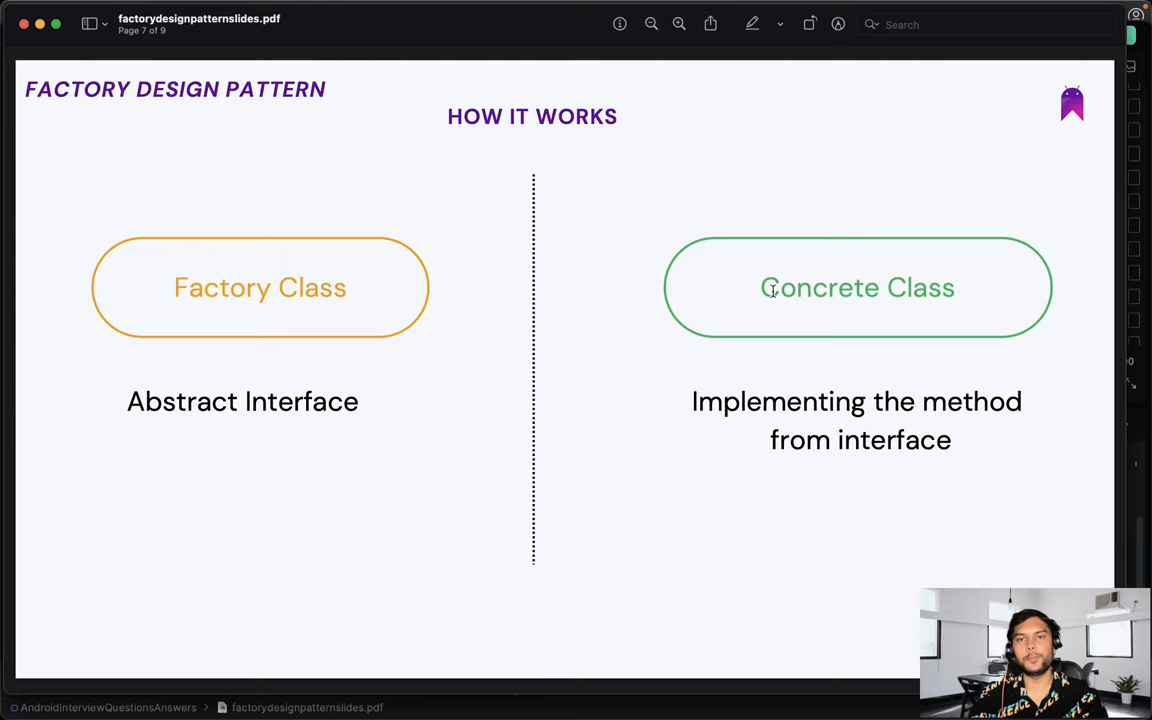 factorydesignpatternslides.pdf
Page 7 of 9
Search
FACTORY DESIGN PATTERN
HOW IT WORKS
Factory Class
Concrete Class
Abstract Interface
Implementing the method
from interface
00
AndroidInterviewQuestionsAnswers
factorydesignpatternslides.pdf